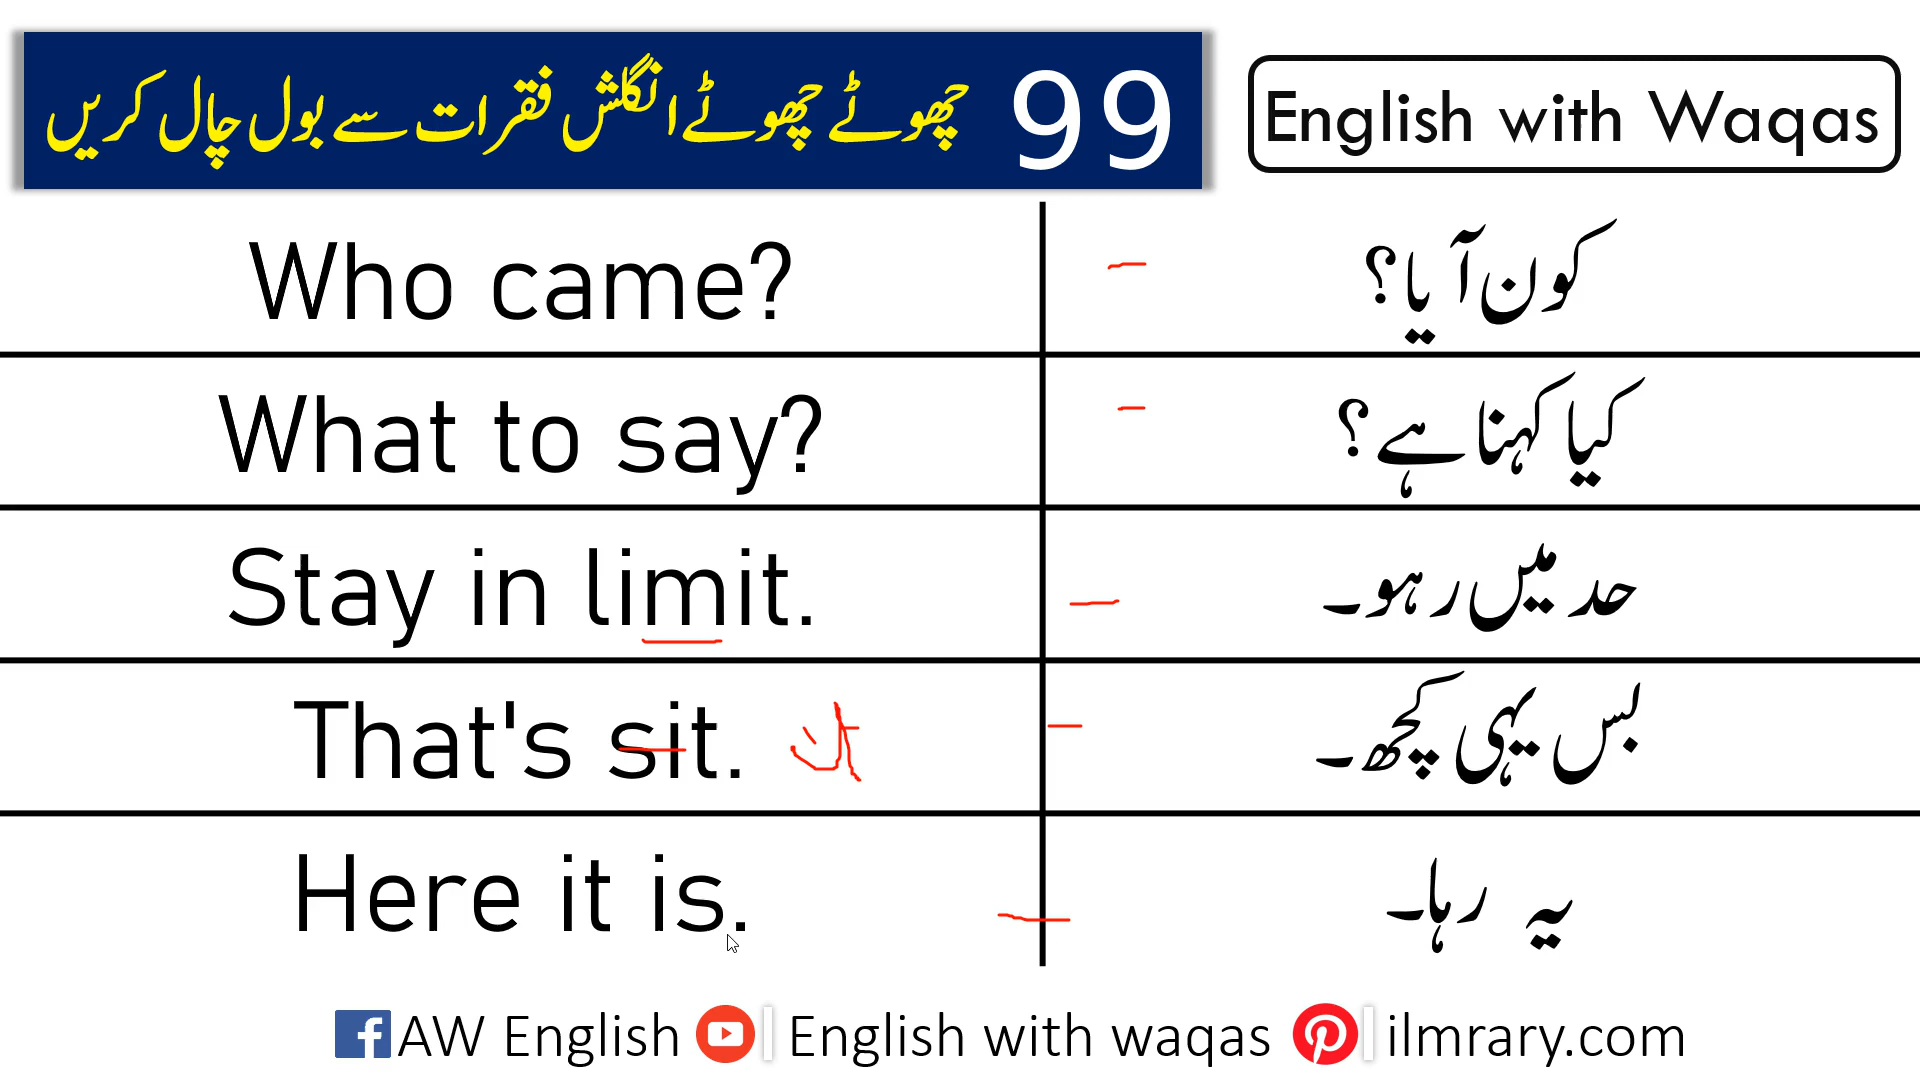 99 چھوٹے چھوٹے انگلش فقرات سے بول چال کریں
English with Waqas
Who came? کون آیا؟
What to say? کیا کہنا ہے؟
Stay in limit. حد میں رہو۔
That's sit. بس یہی کچھ۔
Here it is. یہ رہا۔
AW English | English with waqas | ilmrary.com